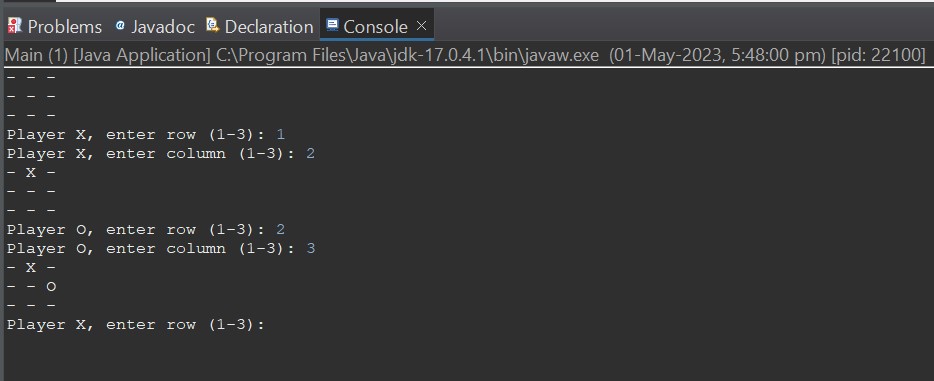 Problems Javadoc Declaration Console
Main (1) [Java Application] C:\Program Files\Java\jdk-17.0.4.1\bin\javaw.exe (01-May-2023, 5:48:00 pm) [pid: 22100]
- - -
- - -
- - -
Player X, enter row (1-3): 1
Player X, enter column (1-3): 2
- X -
- - -
- - -
Player O, enter row (1-3): 2
Player O, enter column (1-3): 3
- X -
- - O
- - -
Player X, enter row (1-3):